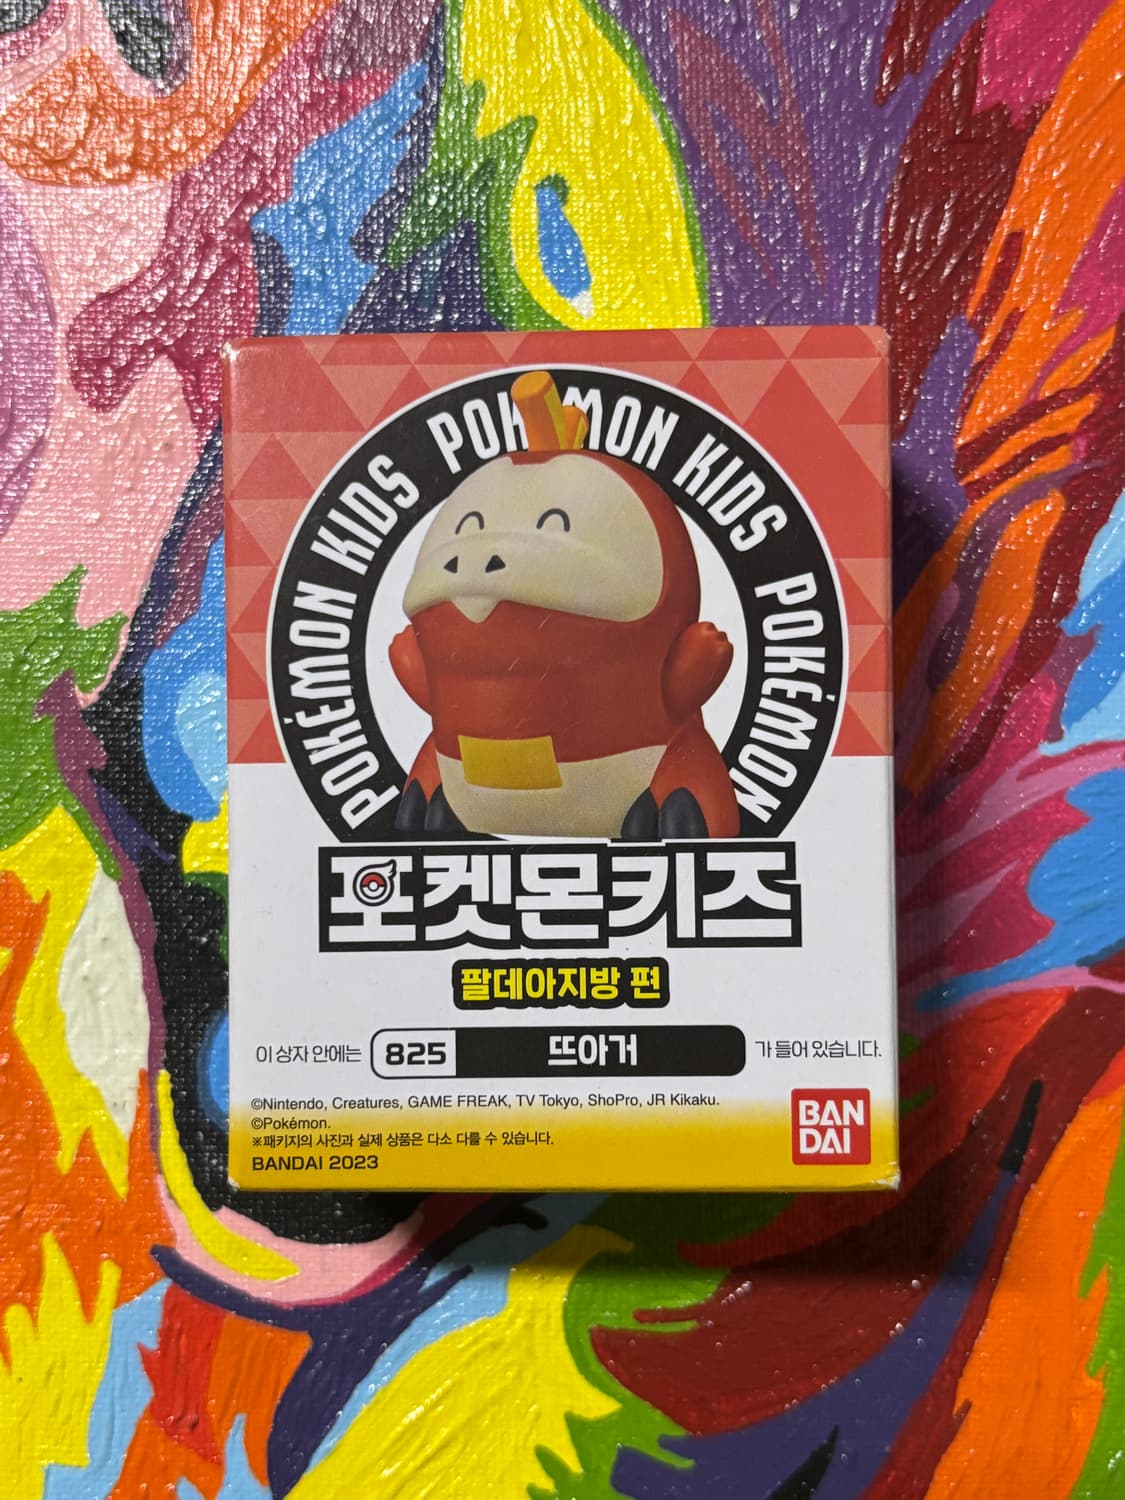 POKÉMON KIDS POKÉMON KIDS POKÉMON
포켓몬키즈
팔데아지방 편
이 상자 안에는 825 뜨아거 가 들어 있습니다.
©Nintendo, Creatures, GAME FREAK, TV Tokyo, ShoPro, JR Kikaku.
©Pokémon.
※패키지의 사진과 실제 상품은 다소 다를 수 있습니다.
BANDAI 2023
BAN
DAI